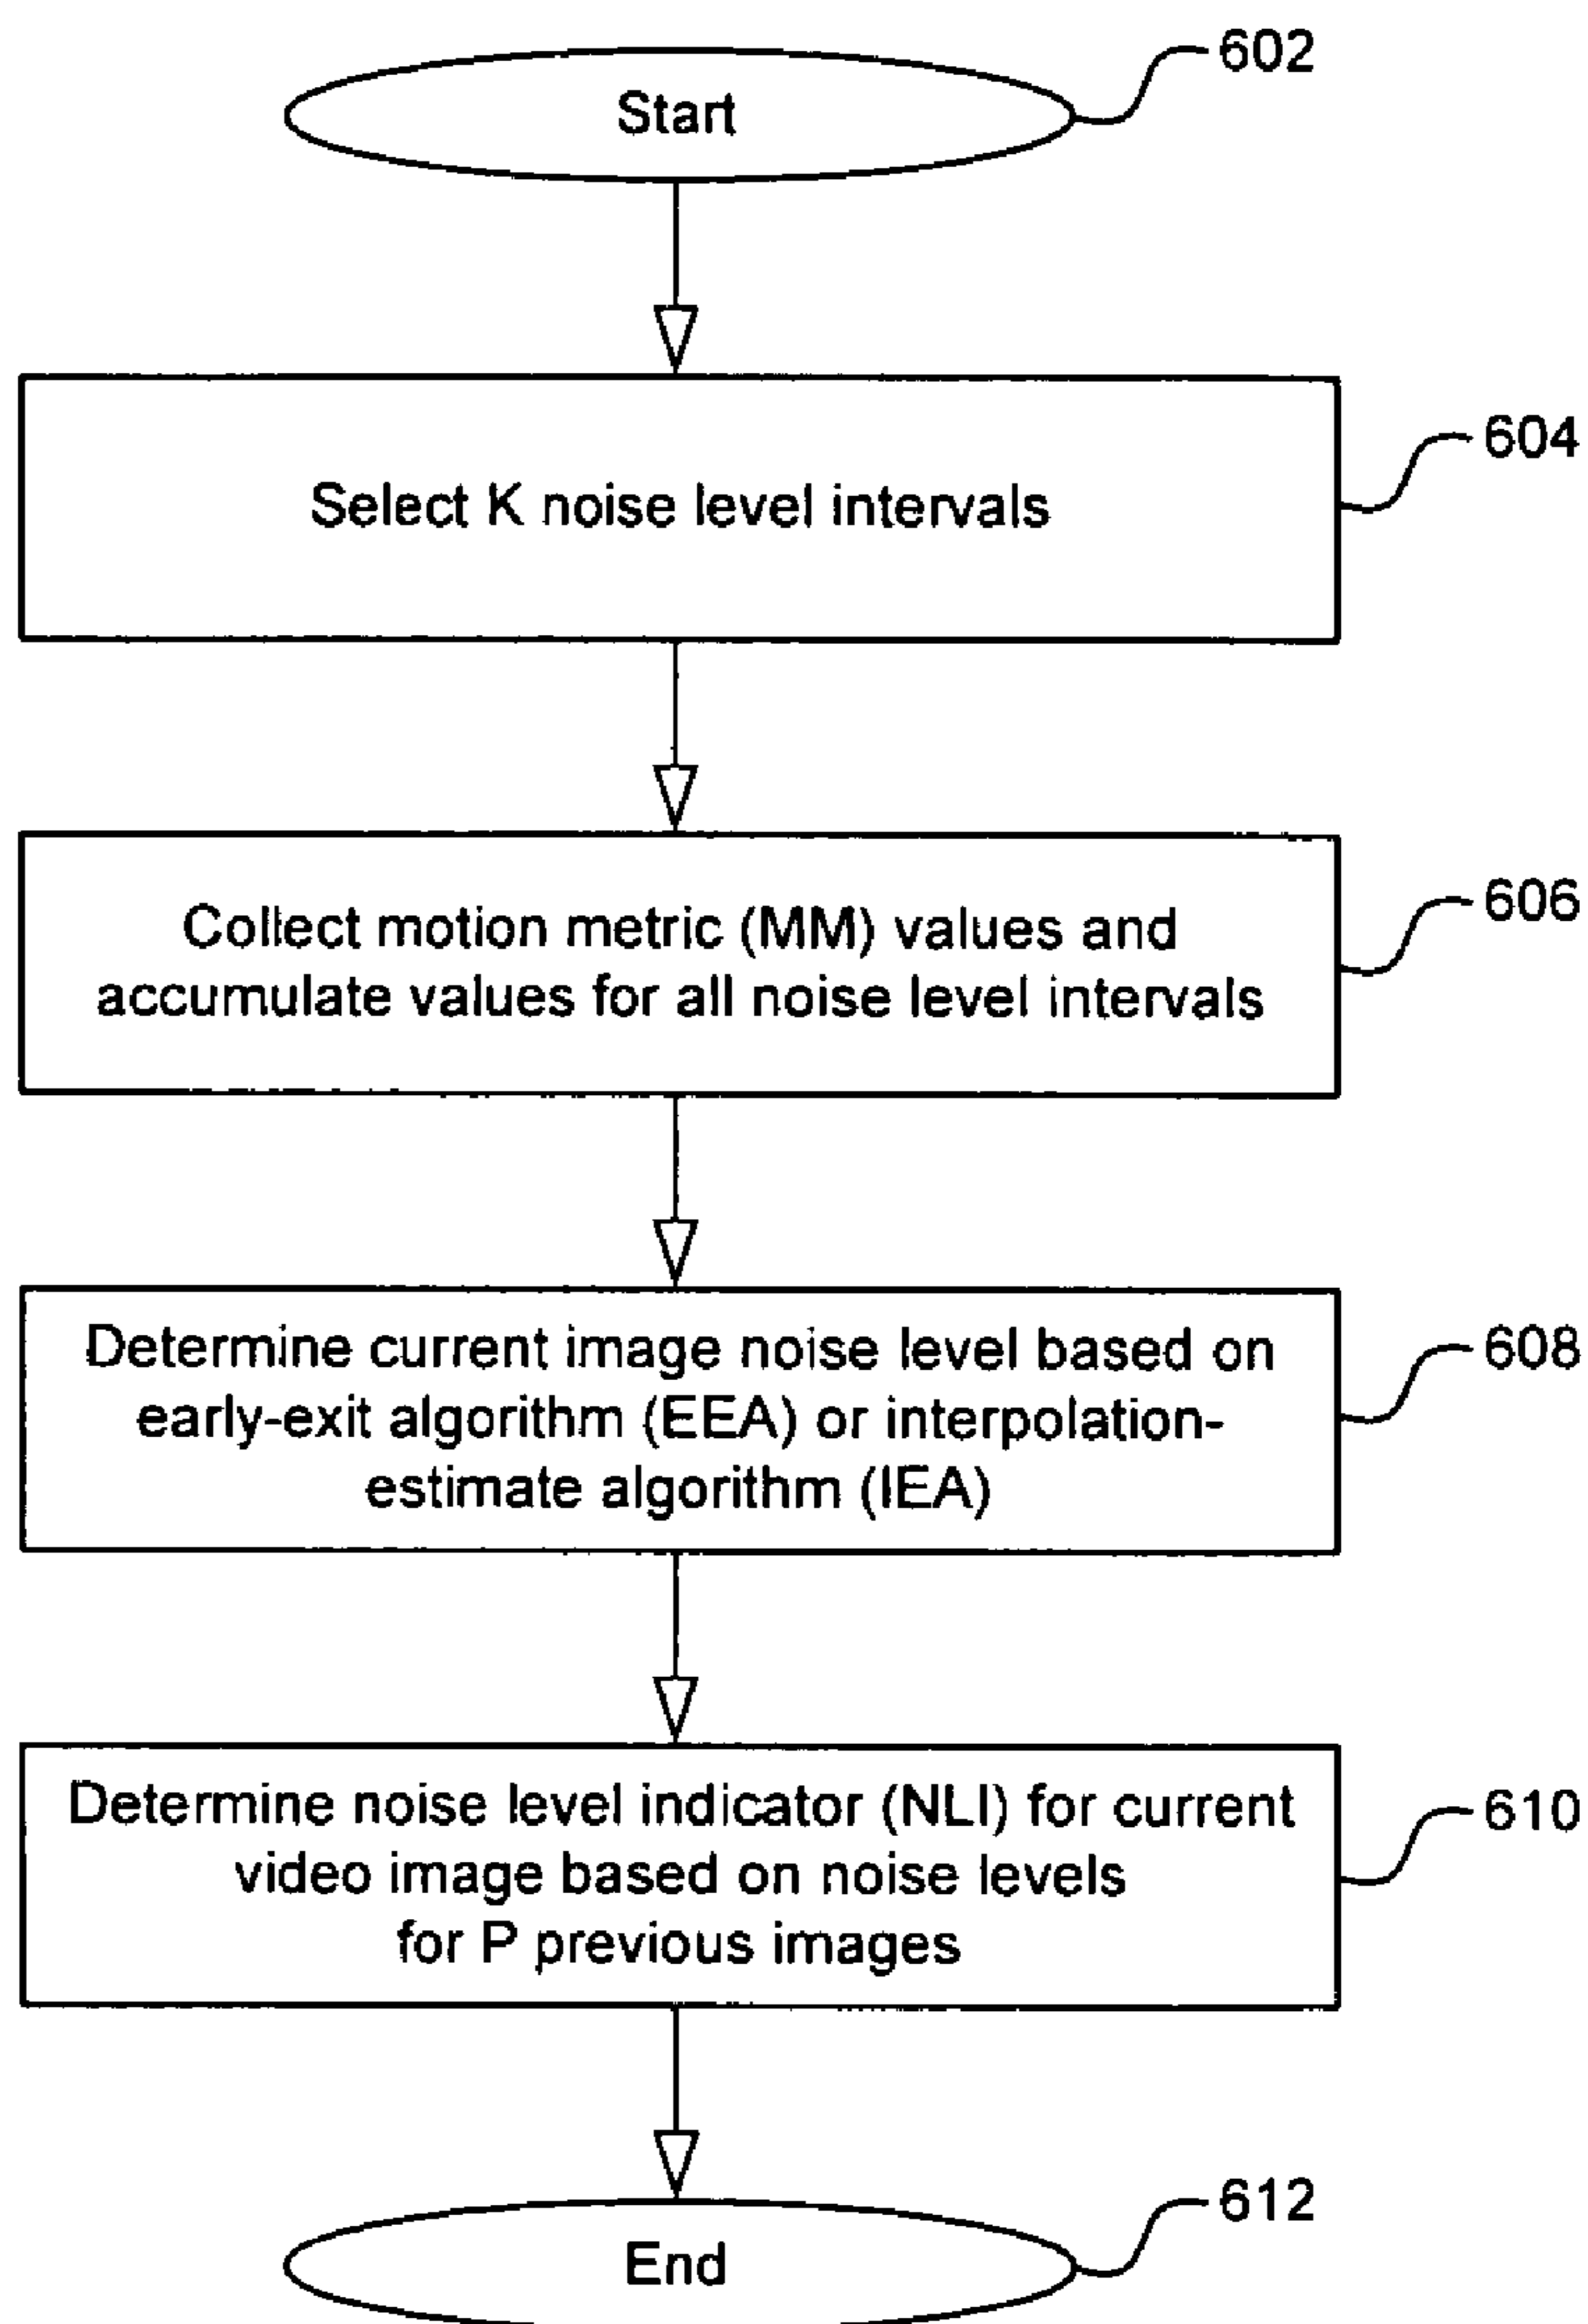 602
Start
604
Select K noise level intervals
606
Collect motion metric (MM) values and
accumulate values for all noise level intervals
608
Determine current image noise level based on
early-exit algorithm (EEA) or interpolation-
estimate algorithm (IEA)
610
Determine noise level indicator (NLI) for current
video image based on noise levels
for P previous images
612
End